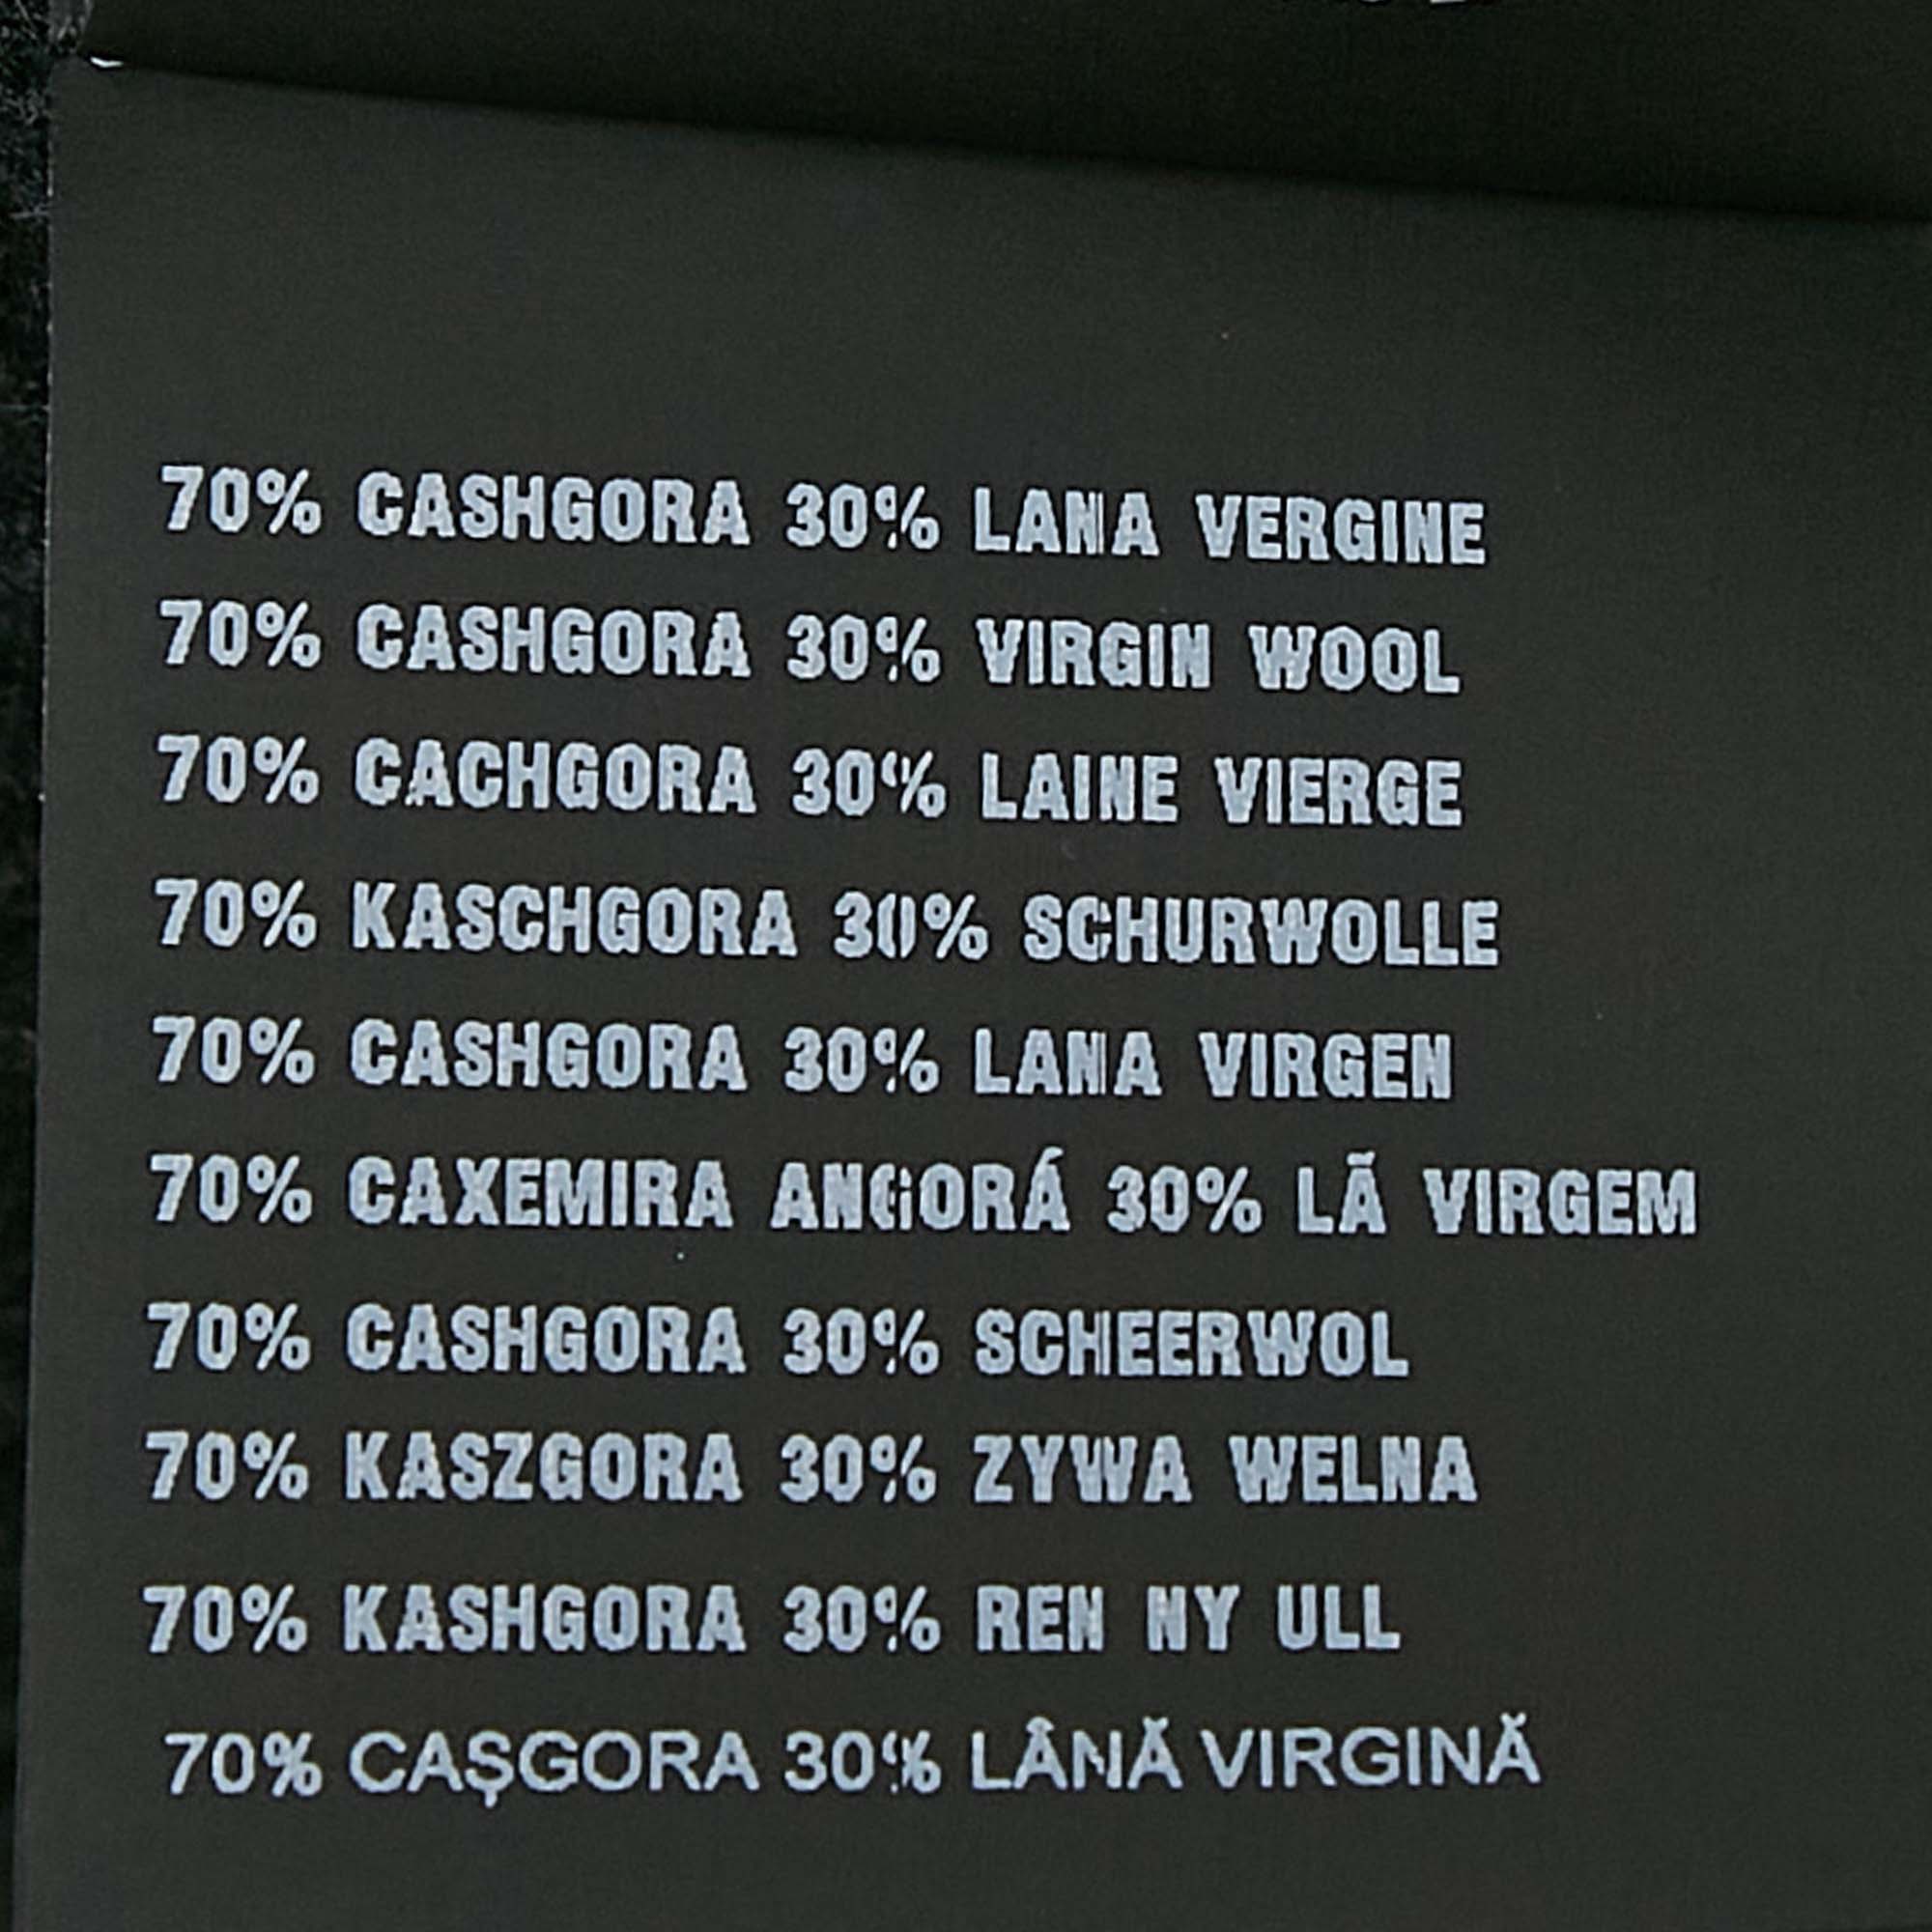 70% CASHGORA 30% LANA VERGINE
70% CASHGORA 30% VIRGIN WOOL
70% CACHGORA 30% LAINE VIERGE
70% KASCHGORA 30% SCHURWOLLE
70% CASHGORA 30% LANA VIRGEN
70% CAXEMIRA ANGORÁ 30% LÃ VIRGEM
70% CASHGORA 30% SCHEERWOL
70% KASZGORA 30% ZYWA WELNA
70% KASHGORA 30% REN NY ULL
70% CAŞGORA 30% LÂNĂ VIRGINĂ